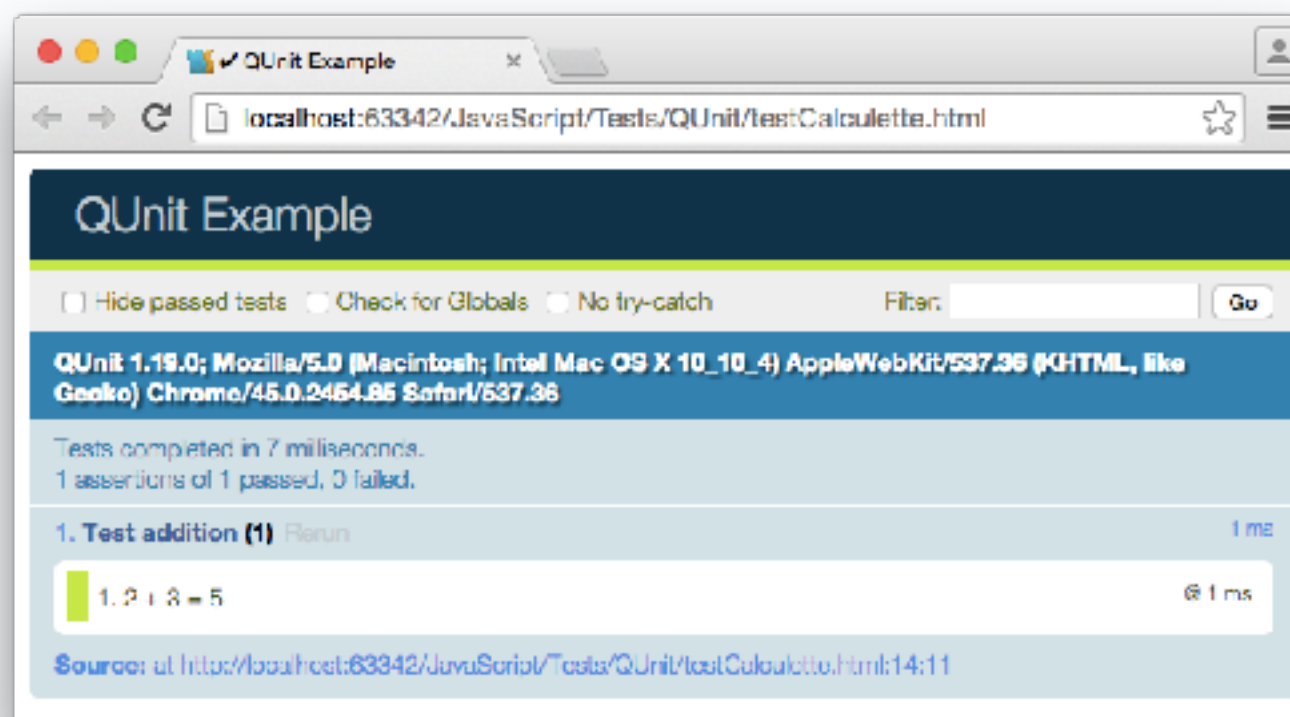 ✔ QUnit Example
localhost:63342/JavaScript/Tests/QUnit/testCalculette.html
QUnit Example
Hide passed tests Check for Globals No try-catch Filter: Go
QUnit 1.19.0; Mozilla/5.0 (Macintosh; Intel Mac OS X 10_10_4) AppleWebKit/537.36 (KHTML, like
Gecko) Chrome/45.0.2454.85 Safari/537.36
Tests completed in 7 milliseconds.
1 assertions of 1 passed, 0 failed.
1. Test addition (1) Rerun 1 ms
1. 2 + 3 = 5 @ 1 ms
Source: at http://localhost:63342/JavaScript/Tests/QUnit/testCalculette.html:14:11